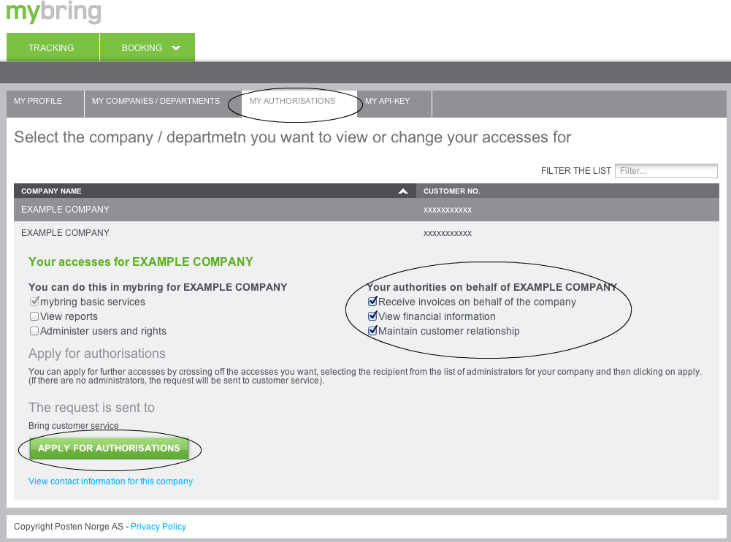 mybring
TRACKING
BOOKING
MY PROFILE
MY COMPANIES / DEPARTMENTS
MY AUTHORISATIONS
MY API-KEY
Select the company / departmetn you want to view or change your accesses for
FILTER THE LIST
Filter...
COMPANY NAME
CUSTOMER NO.
EXAMPLE COMPANY
xxxxxxxxxxx
EXAMPLE COMPANY
xxxxxxxxxxx
Your accesses for EXAMPLE COMPANY
You can do this in mybring for EXAMPLE COMPANY
mybring basic services
View reports
Administer users and rights
Your authorities on behalf of EXAMPLE COMPANY
Receive invoices on behalf of the company
View financial information
Maintain customer relationship
Apply for authorisations
You can apply for further accesses by crossing off the accesses you want, selecting the recipient from the list of administrators for your company and then clicking on apply.
(If there are no administrators, the request will be sent to customer service).
The request is sent to
Bring customer service
APPLY FOR AUTHORISATIONS
View contact information for this company
Copyright Posten Norge AS - Privacy Policy